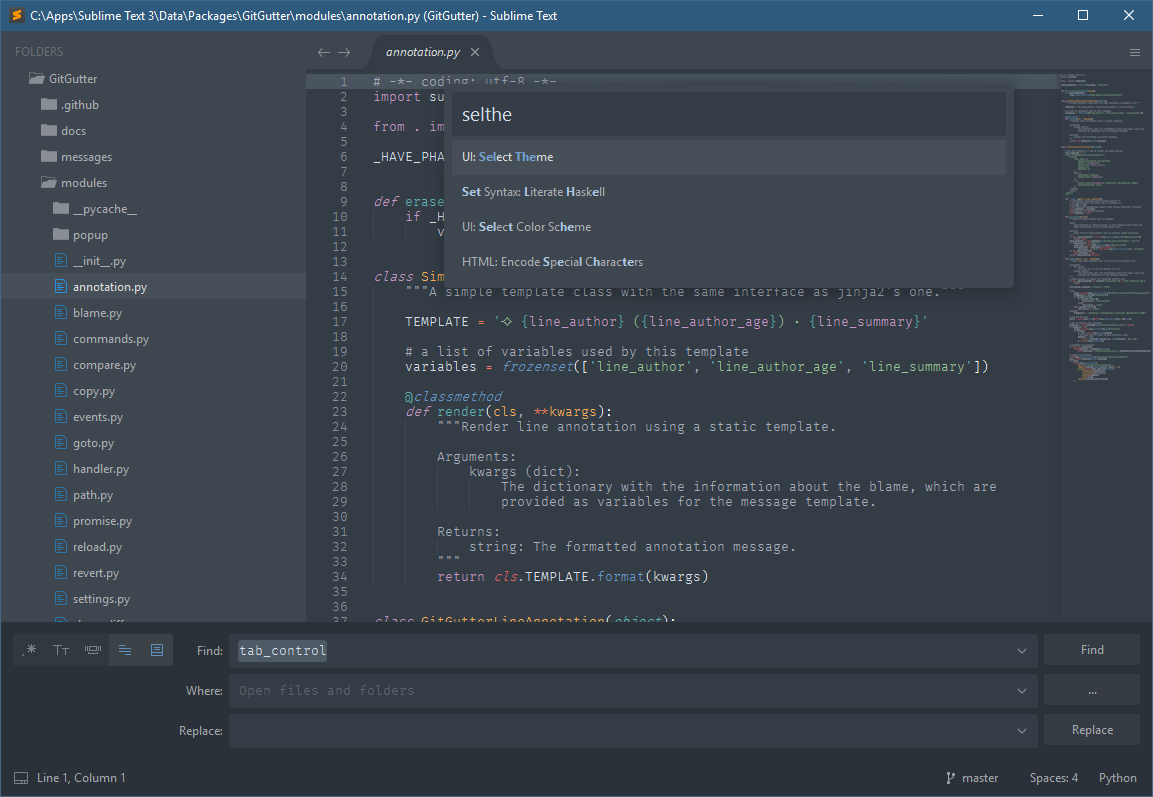 C:\Apps\Sublime Text 3\Data\Packages\GitGutter\modules\annotation.py (GitGutter) - Sublime Text
FOLDERS
GitGutter
.github
docs
messages
modules
__pycache__
popup
__init__.py
annotation.py
blame.py
commands.py
compare.py
copy.py
events.py
goto.py
handler.py
path.py
promise.py
reload.py
revert.py
settings.py
annotation.py
selthe
UI: Select Theme
Set Syntax: Literate Haskell
UI: Select Color Scheme
HTML: Encode Special Characters
1 # -*- coding: utf-8 -*-
2 import su
3
4 from . im
5
6 _HAVE_PHA
7
8
9 def erase
10 if _H
11 v
12
13
14 class Sim
15 """A simple template class with the same interface as jinja2's one."""
16
17 TEMPLATE = '⟣ {line_author} ({line_author_age}) · {line_summary}'
18
19 # a list of variables used by this template
20 variables = frozenset(['line_author', 'line_author_age', 'line_summary'])
21
22 @classmethod
23 def render(cls, **kwargs):
24 """Render line annotation using a static template.
25
26 Arguments:
27 kwargs (dict):
28 The dictionary with the information about the blame, which are
29 provided as variables for the message template.
30
31 Returns:
32 string: The formatted annotation message.
33 """
34 return cls.TEMPLATE.format(kwargs)
35
36
37 class GitGutterLineAnnotation(object):
.* Tт
Find: tab_control Find
Where: Open files and folders ...
Replace: Replace
Line 1, Column 1 master Spaces: 4 Python